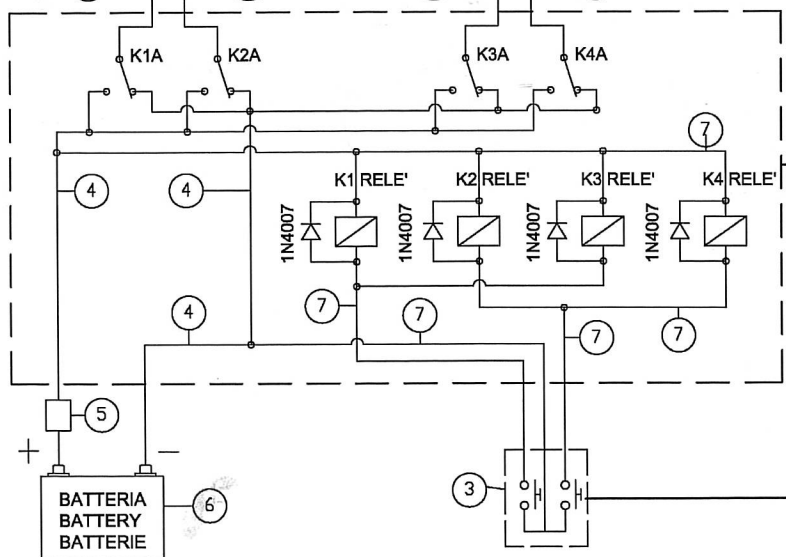 K1A K2A K3A K4A
7
4 4
K1 RELE' K2 RELE' K3 RELE' K4 RELE'
1N4007 1N4007 1N4007 1N4007
4 7 7 7 7
5
+ −
3
6
BATTERIA
BATTERY
BATTERIE